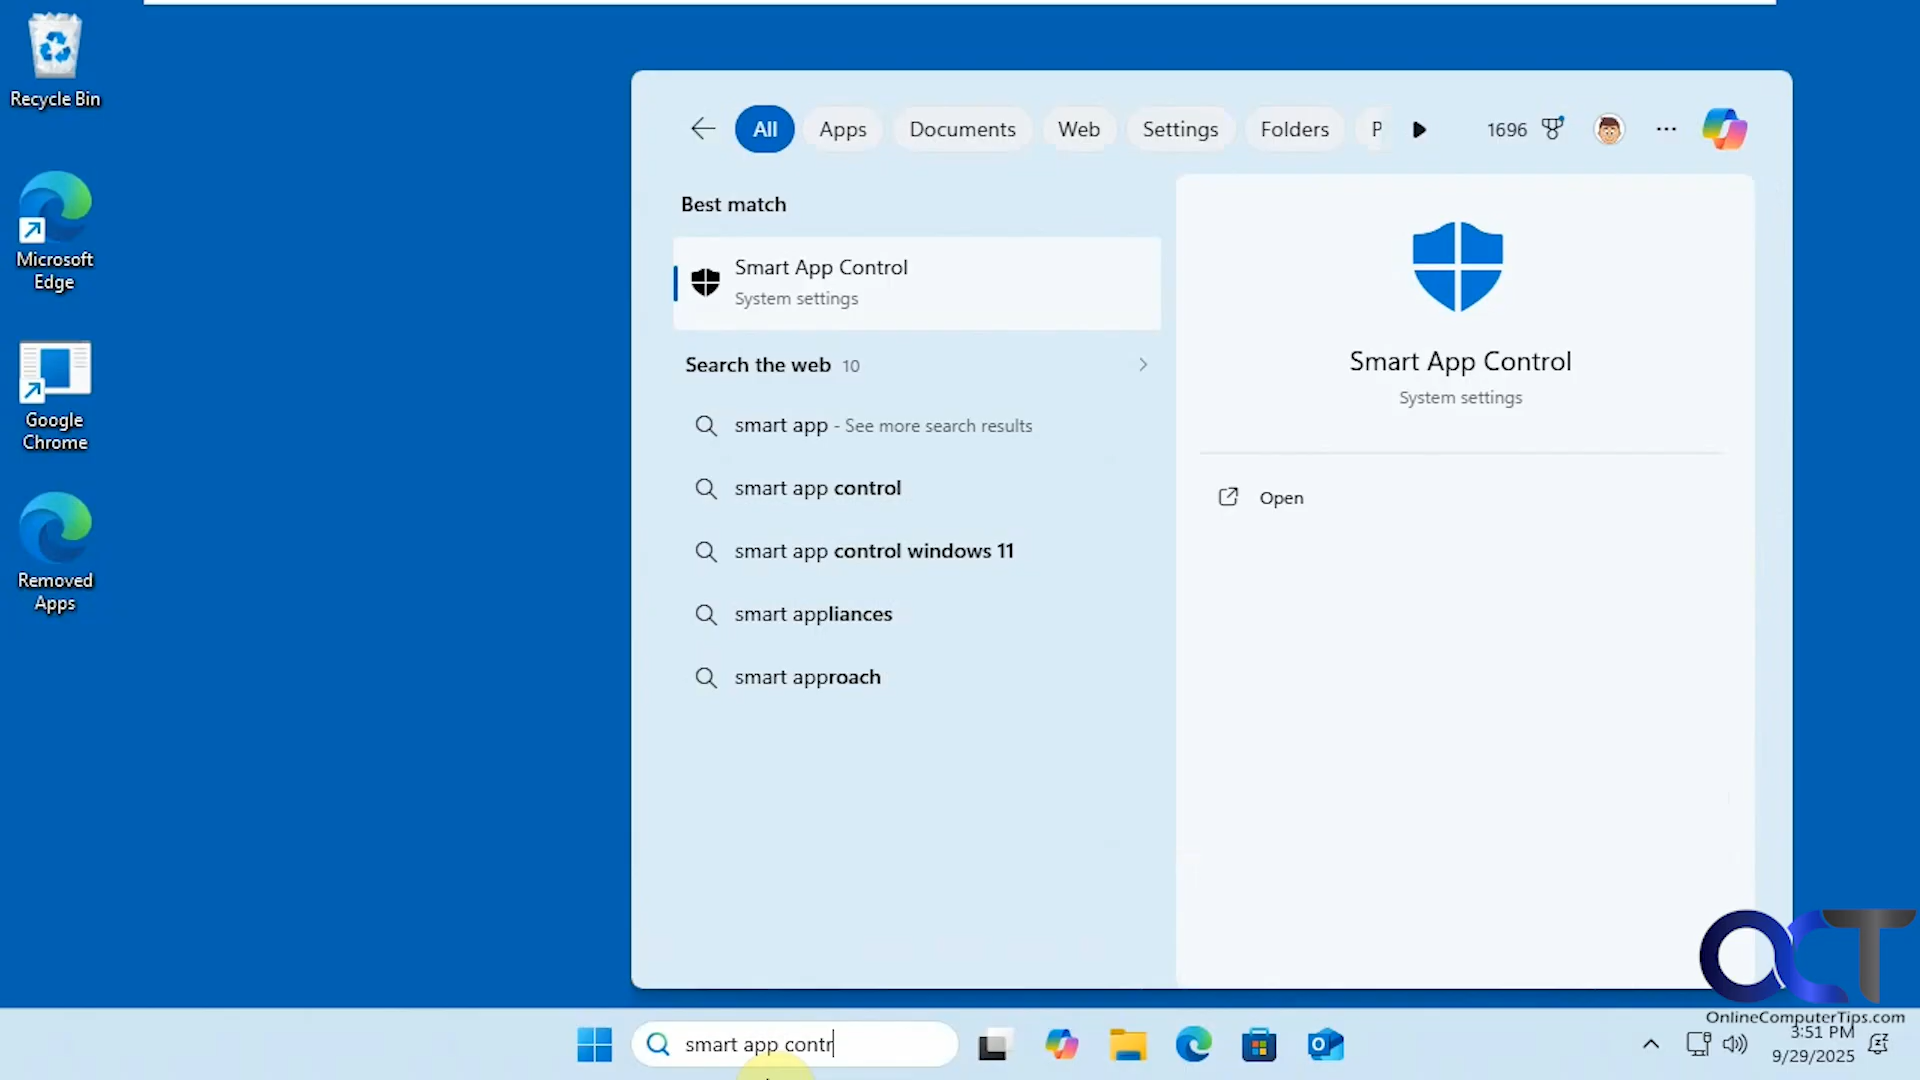 Recycle Bin
Microsoft
Edge
Google
Chrome
Removed
Apps
All
Apps
Documents
Web
Settings
Folders
P
1696
Best match
Smart App Control
System settings
Search the web 10
smart app - See more search results
smart app control
smart app control windows 11
smart appliances
smart approach
Smart App Control
System settings
Open
OCT
OnlineComputerTips.com
smart app contr
3:51 PM
9/29/2025